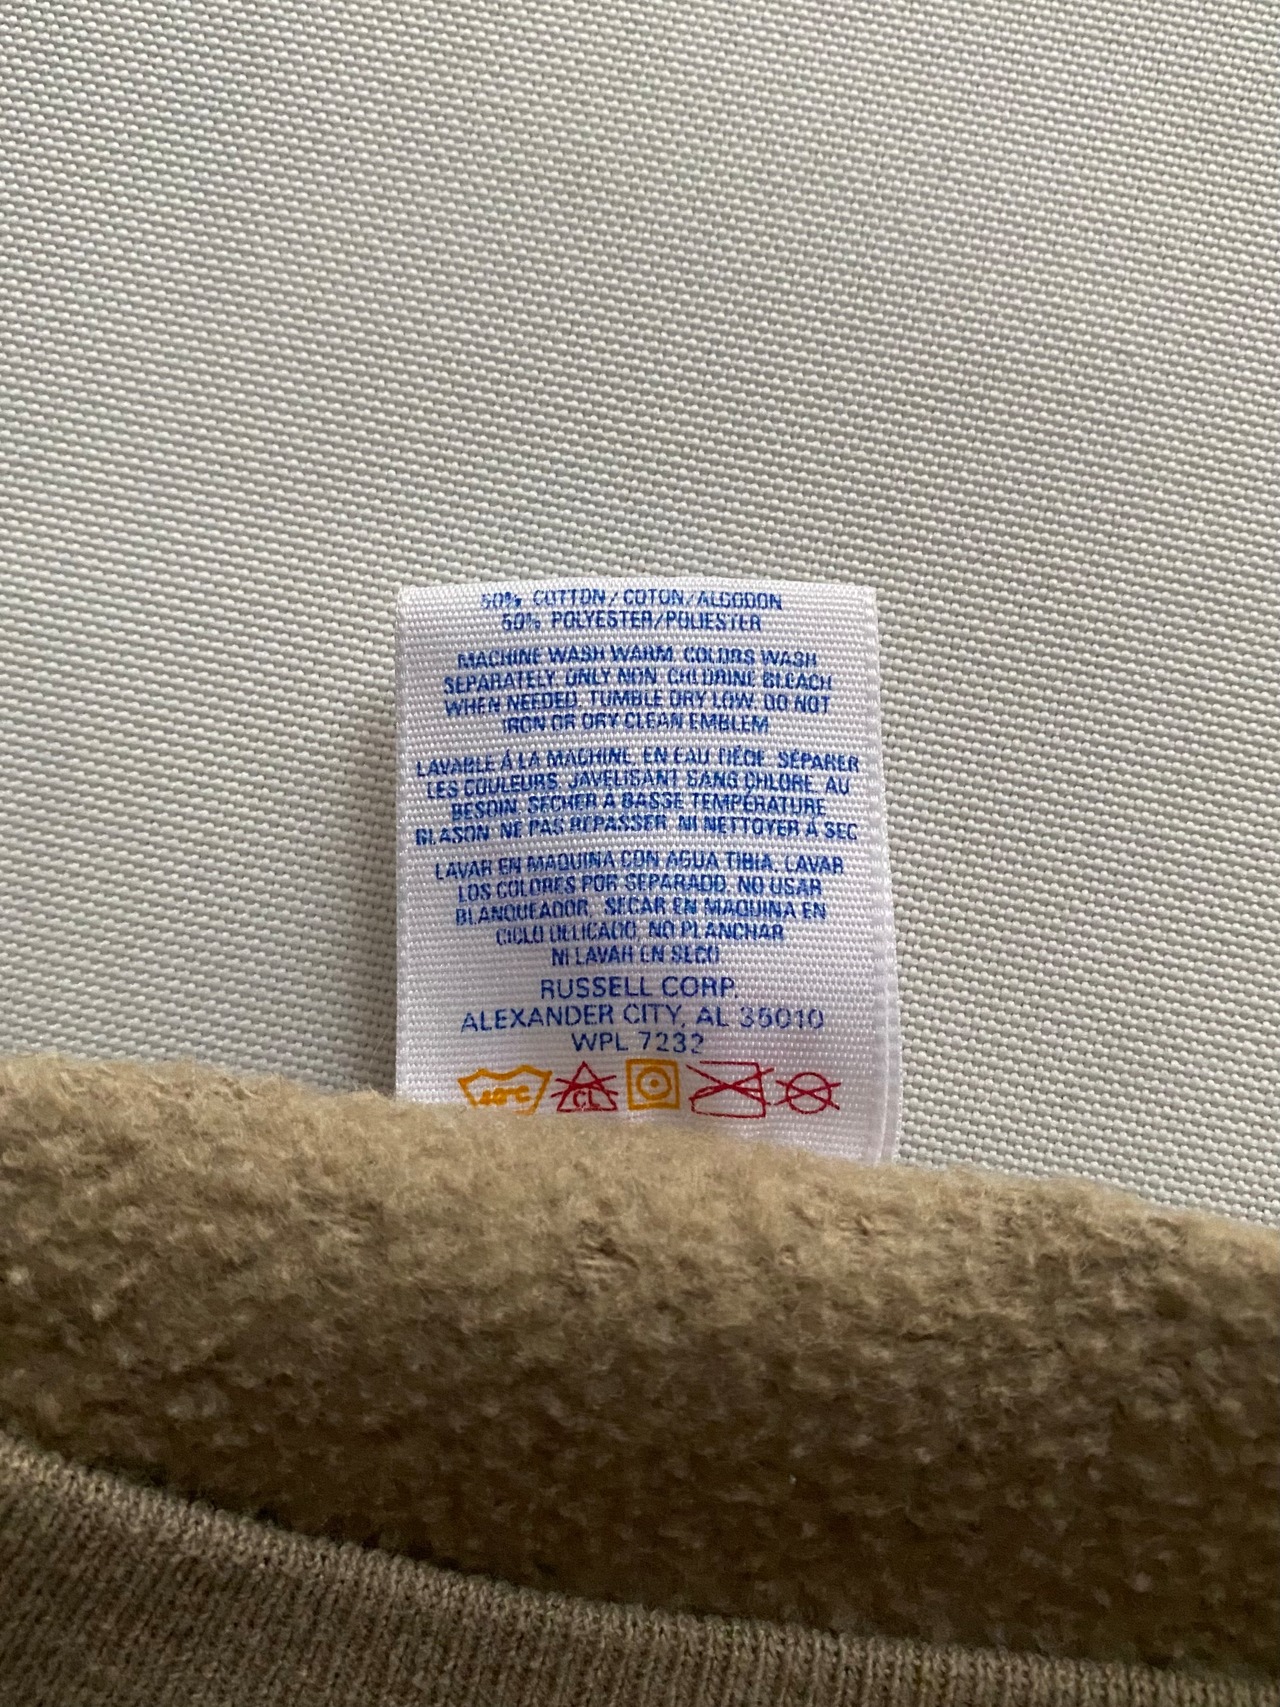 50% COTTON/COTON/ALGODON
50% POLYESTER/POLIESTER
MACHINE WASH WARM. COLORS WASH
SEPARATELY. ONLY NON. CHLORINE BLEACH
WHEN NEEDED. TUMBLE DRY LOW. DO NOT
IRON OR DRY CLEAN EMBLEM
LAVABLE Á LA MACHINE, EN EAU TIÉDE. SÉPARER
LES COULEURS. JAVELISANT SANS CHLORE, AU
BESOIN. SECHER A BASSE TEMPÉRATURE.
BLASON: NE PAS REPASSER, NI NETTOYER Á SEC
LAVAR EN MAQUINA CON AGUA TIBIA. LAVAR
LOS COLORES POR SEPARADO. NO USAR
BLANQUEADOR. SECAR EN MAQUINA EN
CICLO DELICADO. NO PLANCHAR
NI LAVAR EN SECO
RUSSELL CORP.
ALEXANDER CITY, AL 35010
WPL 7232
40°C CL